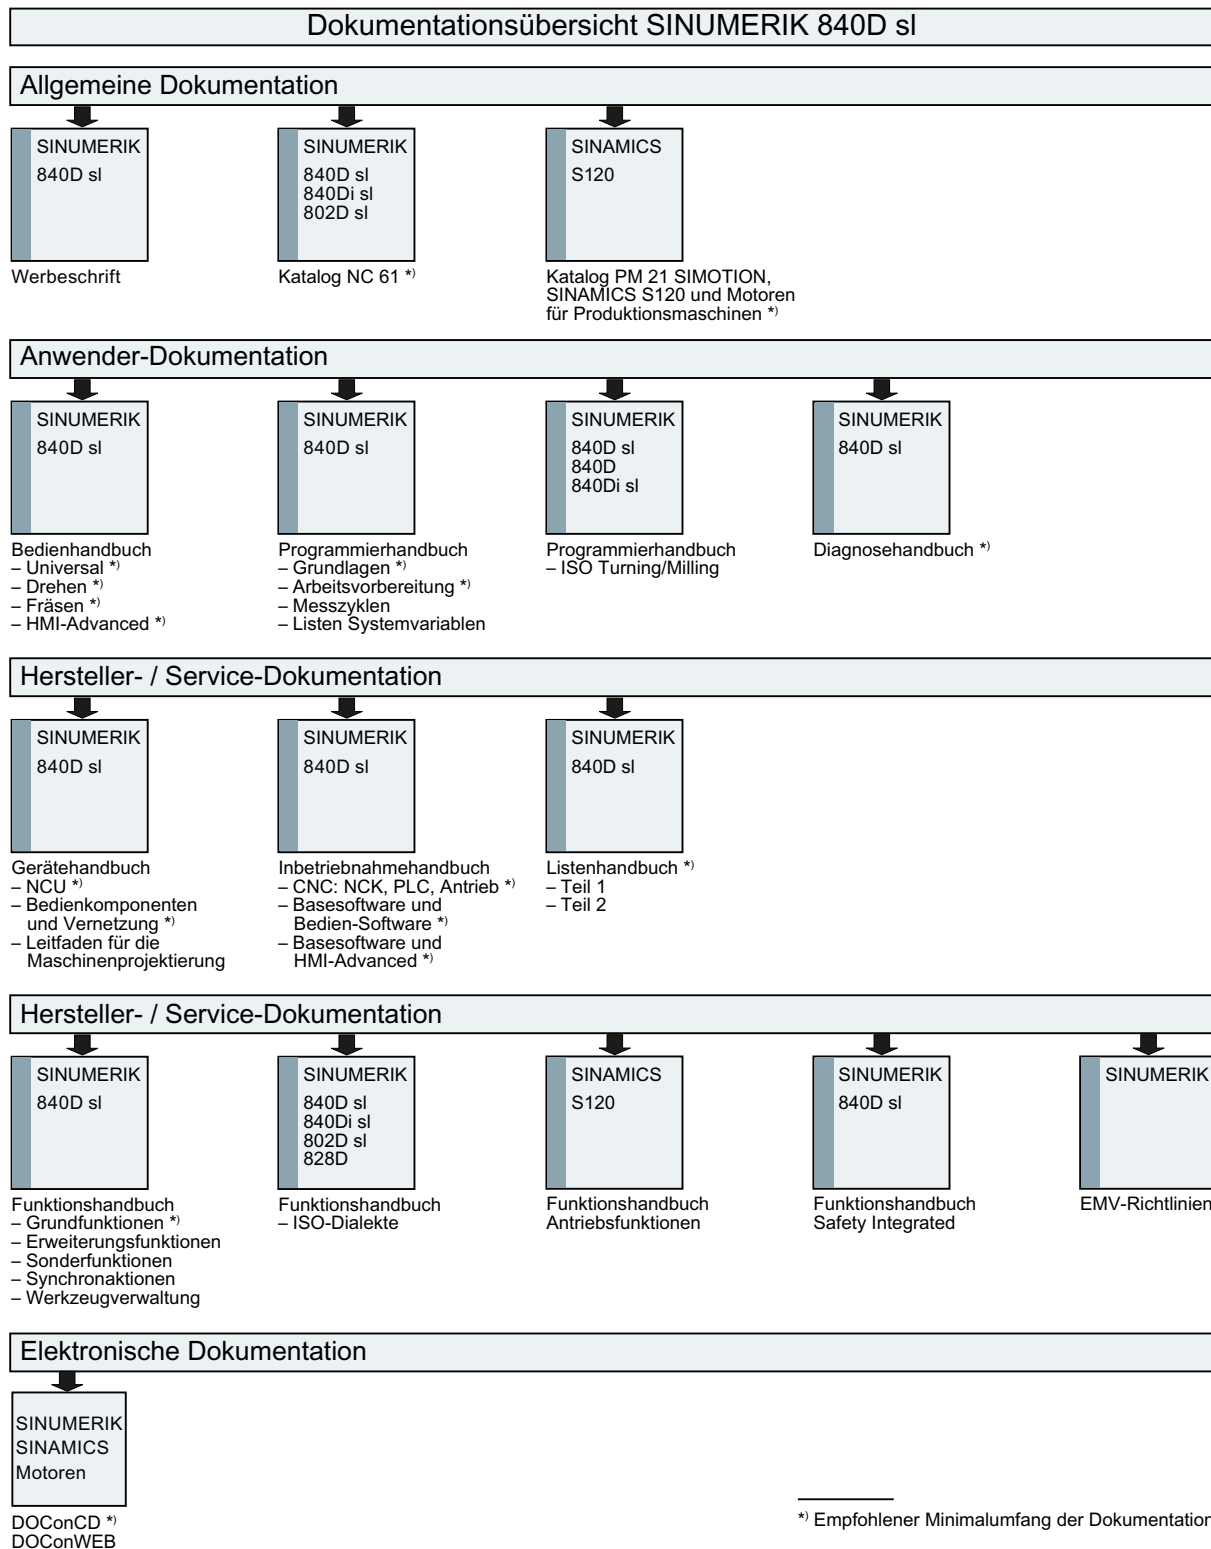 Dokumentationsübersicht SINUMERIK 840D sl
Allgemeine Dokumentation
SINUMERIK
840D sl
Werbeschrift
SINUMERIK
840D sl
840Di sl
802D sl
Katalog NC 61 *)
SINAMICS
S120
Katalog PM 21 SIMOTION,
SINAMICS S120 und Motoren
für Produktionsmaschinen *)
Anwender-Dokumentation
SINUMERIK
840D sl
Bedienhandbuch
– Universal *)
– Drehen *)
– Fräsen *)
– HMI-Advanced *)
SINUMERIK
840D sl
Programmierhandbuch
– Grundlagen *)
– Arbeitsvorbereitung *)
– Messzyklen
– Listen Systemvariablen
SINUMERIK
840D sl
840D
840Di sl
Programmierhandbuch
– ISO Turning/Milling
SINUMERIK
840D sl
Diagnosehandbuch *)
Hersteller- / Service-Dokumentation
SINUMERIK
840D sl
Gerätehandbuch
– NCU *)
– Bedienkomponenten
und Vernetzung *)
– Leitfaden für die
Maschinenprojektierung
SINUMERIK
840D sl
Inbetriebnahmehandbuch
– CNC: NCK, PLC, Antrieb *)
– Basesoftware und
Bedien-Software *)
– Basesoftware und
HMI-Advanced *)
SINUMERIK
840D sl
Listenhandbuch *)
– Teil 1
– Teil 2
Hersteller- / Service-Dokumentation
SINUMERIK
840D sl
Funktionshandbuch
– Grundfunktionen *)
– Erweiterungsfunktionen
– Sonderfunktionen
– Synchronaktionen
– Werkzeugverwaltung
SINUMERIK
840D sl
840Di sl
802D sl
828D
Funktionshandbuch
– ISO-Dialekte
SINAMICS
S120
Funktionshandbuch
Antriebsfunktionen
SINUMERIK
840D sl
Funktionshandbuch
Safety Integrated
SINUMERIK
EMV-Richtlinien
Elektronische Dokumentation
SINUMERIK
SINAMICS
Motoren
DOConCD *)
DOConWEB
*) Empfohlener Minimalumfang der Dokumentation